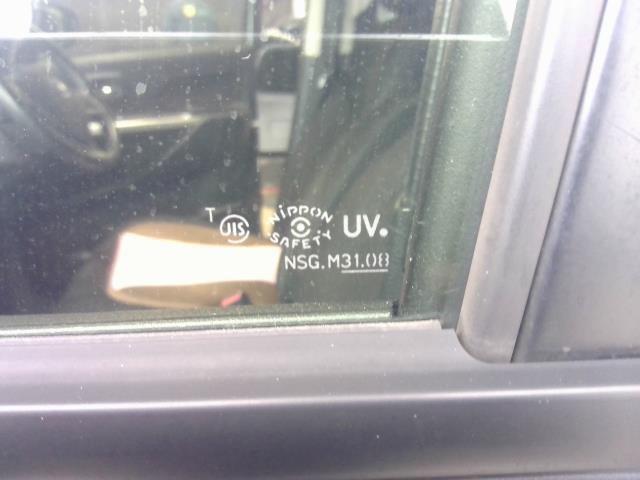 T JIS NIPPON SAFETY UV.
NSG.M31.08